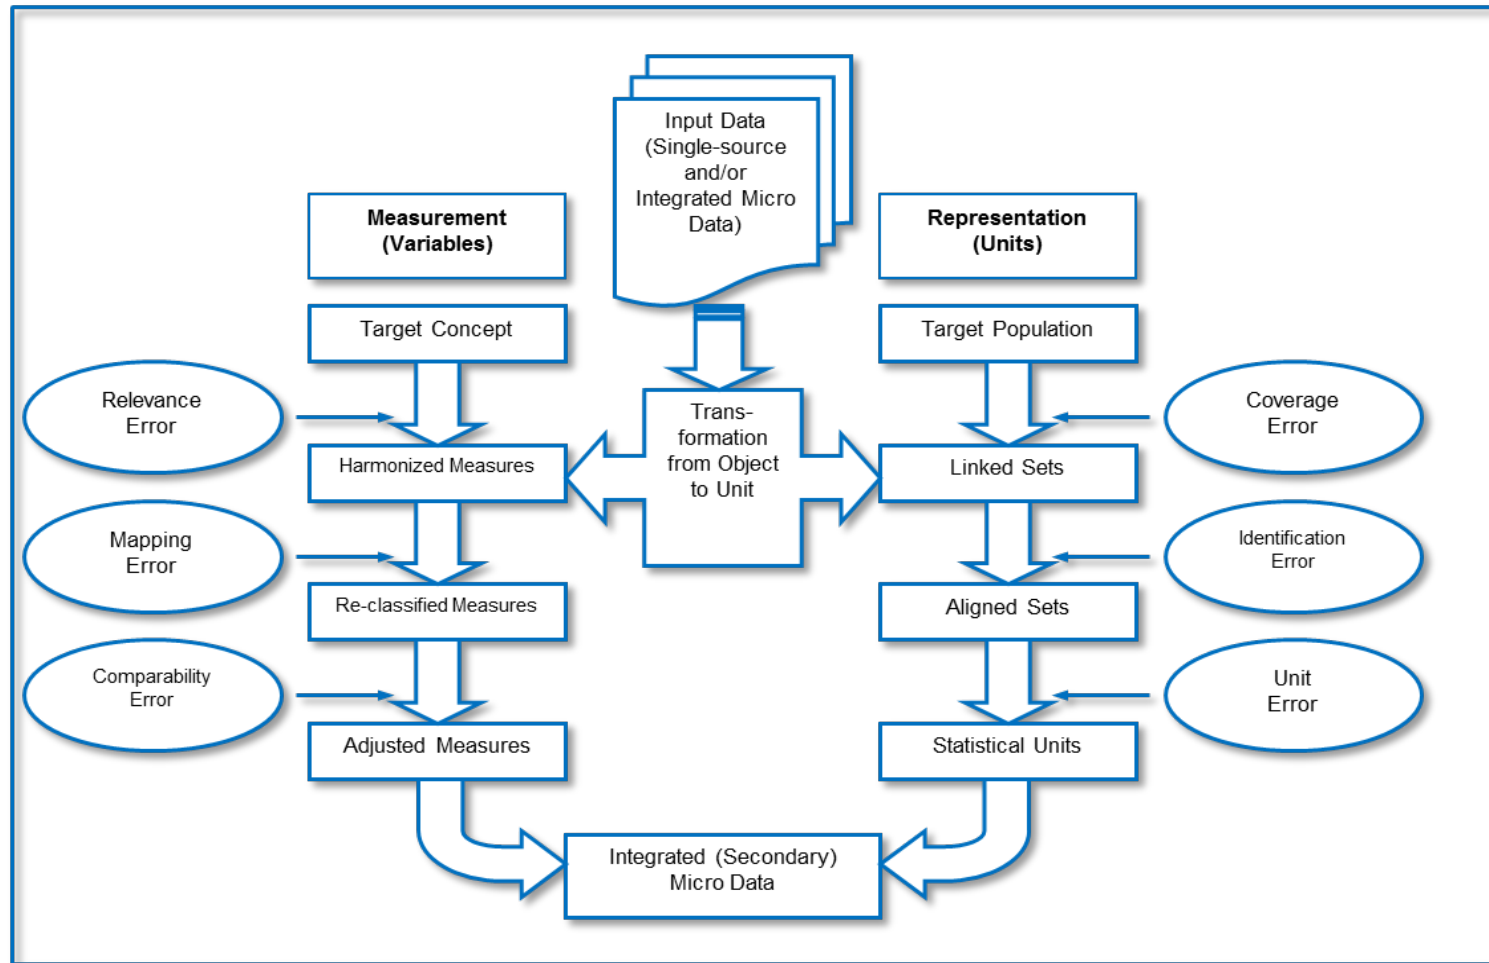 Input Data
(Single-source
and/or
Integrated Micro
Data)
Measurement
(Variables)
Representation
(Units)
Target Concept
Target Population
Relevance
Error
Coverage
Error
Trans-
formation
from Object
to Unit
Harmonized Measures
Linked Sets
Mapping
Error
Identification
Error
Re-classified Measures
Aligned Sets
Comparability
Error
Unit
Error
Adjusted Measures
Statistical Units
Integrated (Secondary)
Micro Data